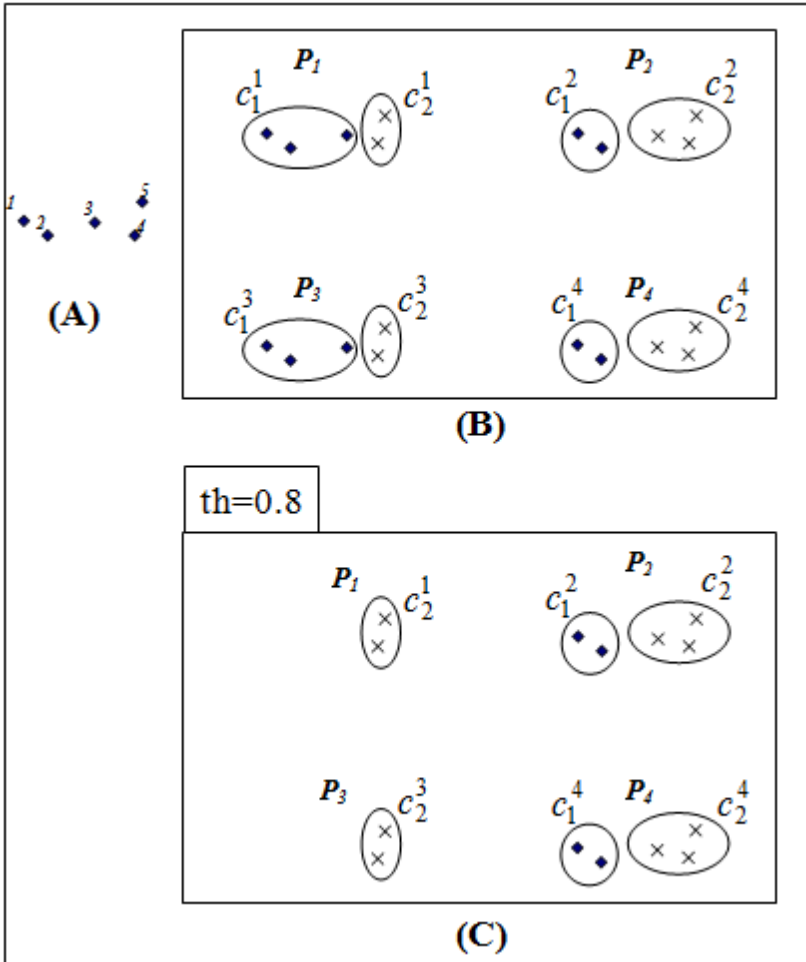 P₁ P₂
c₁¹ c₂¹ c₁² c₂²
1 2 3 4 5
(A)
P₃ P₄
c₁³ c₂³ c₁⁴ c₂⁴
(B)
th=0.8
P₁ c₂¹ c₁² P₂ c₂²
P₃ c₂³ c₁⁴ P₄ c₂⁴
(C)